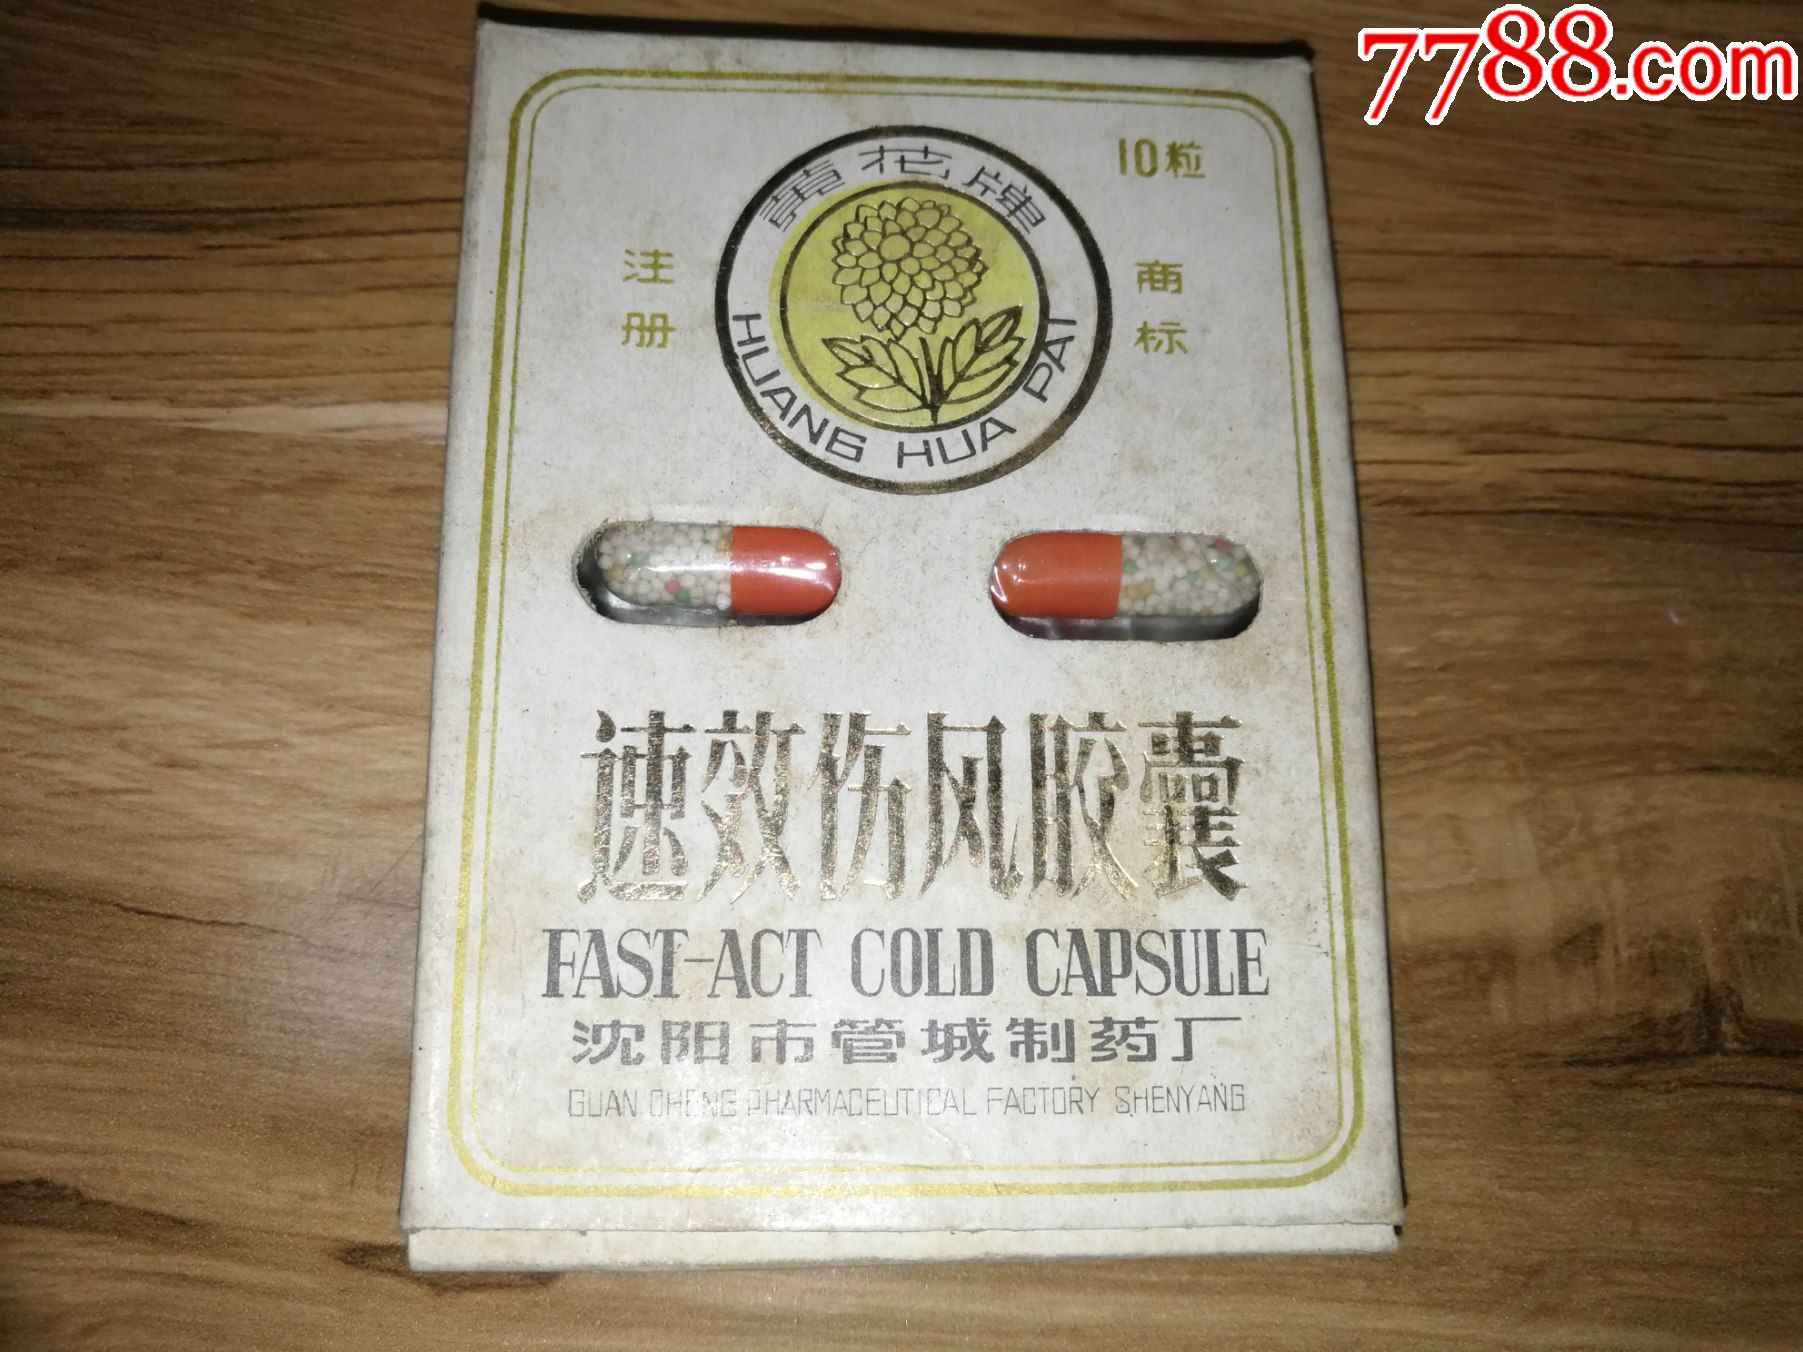 7788.com
10粒
黄花牌
注册
商标
HUANG HUA PAI
速效伤风胶囊
FAST-ACT COLD CAPSULE
沈阳市管城制药厂
GUAN CHENG PHARMACEUTICAL FACTORY SHENYANG